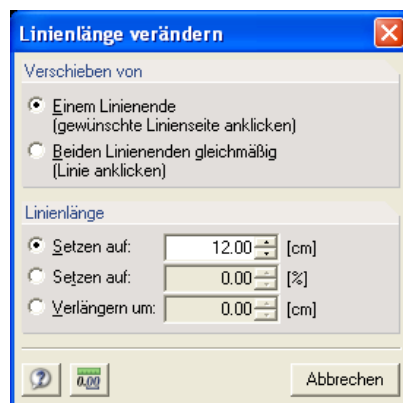 Linienlänge verändern
Verschieben von
Einem Linienende
(gewünschte Linienseite anklicken)
Beiden Linienenden gleichmäßig
(Linie anklicken)
Linienlänge
Setzen auf: 12.00 [cm]
Setzen auf: 0.00 [%]
Verlängern um: 0.00 [cm]
? 0.00 Abbrechen